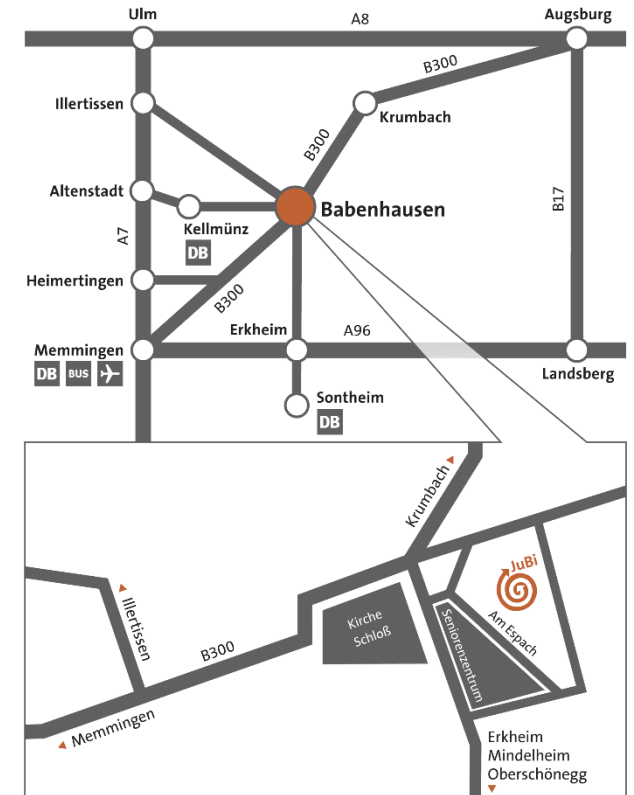 Ulm
A8
Augsburg
B300
Illertissen
Krumbach
B300
Altenstadt
B17
Babenhausen
Kellmünz
DB
A7
Heimertingen
B300
Erkheim
A96
Memmingen
DB BUS
Landsberg
Sontheim
DB
Krumbach
JuBi
Illertissen
Kirche
Schloß
Am Espach
Seniorenzentrum
B300
Memmingen
Erkheim
Mindelheim
Oberschönegg